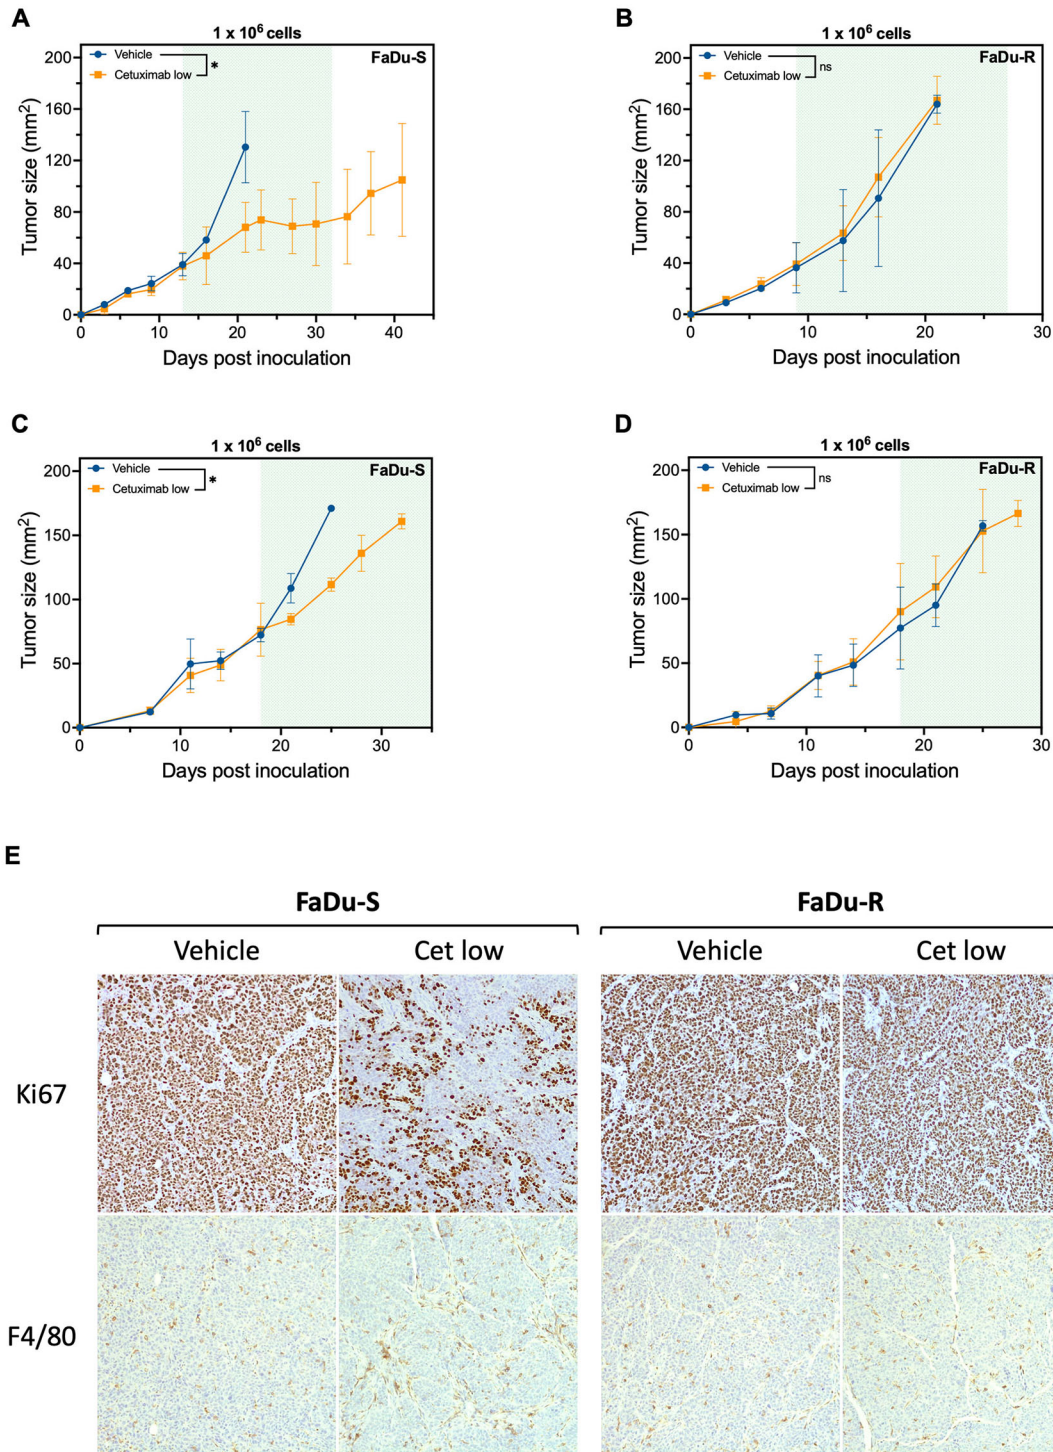 A
1 x 10⁶ cells
Vehicle
Cetuximab low
*
FaDu-S
Tumor size (mm²)
200
160
120
80
40
0
0 10 20 30 40
Days post inoculation
B
1 x 10⁶ cells
Vehicle
Cetuximab low
ns
FaDu-R
Tumor size (mm²)
200
160
120
80
40
0
0 10 20 30
Days post inoculation
C
1 x 10⁶ cells
Vehicle
Cetuximab low
*
FaDu-S
Tumor size (mm²)
200
150
100
50
0
0 10 20 30
Days post inoculation
D
1 x 10⁶ cells
Vehicle
Cetuximab low
ns
FaDu-R
Tumor size (mm²)
200
150
100
50
0
0 10 20 30
Days post inoculation
E
FaDu-S FaDu-R
Vehicle Cet low Vehicle Cet low
Ki67
F4/80